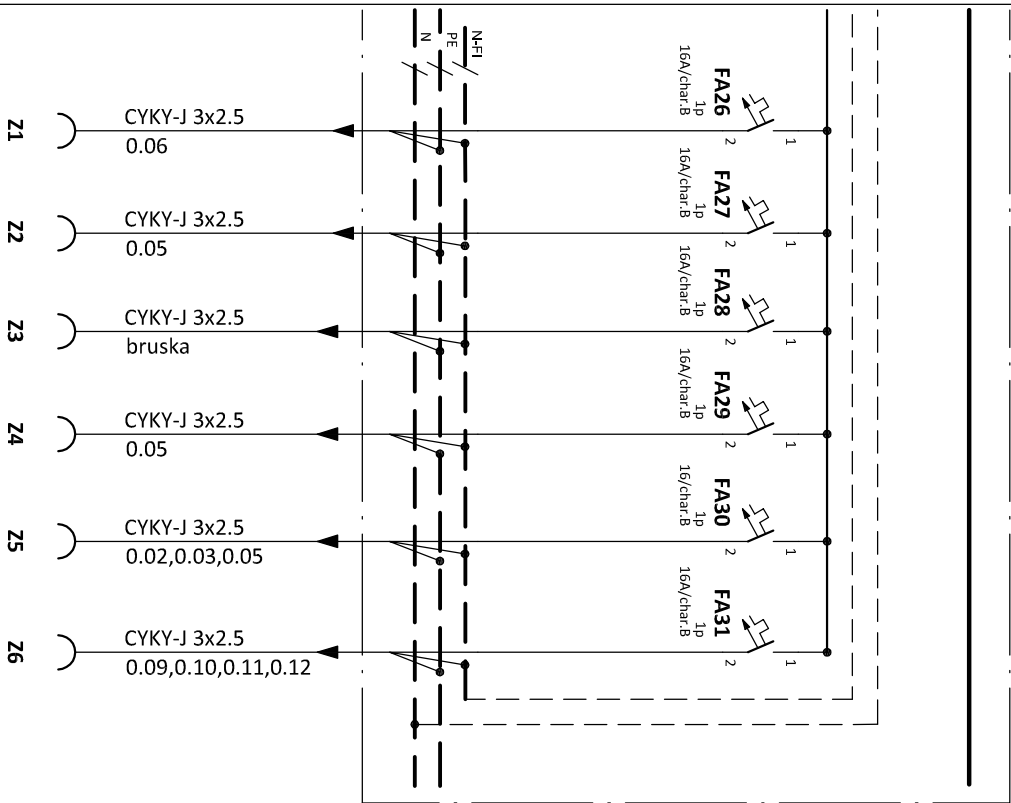 N-FI
PE
N
FA26
1p
16A/char.B
1
2
CYKY-J 3x2.5
0.06
Z1
FA27
1p
16A/char.B
1
2
CYKY-J 3x2.5
0.05
Z2
FA28
1p
16A/char.B
1
2
CYKY-J 3x2.5
bruska
Z3
FA29
1p
16A/char.B
1
2
CYKY-J 3x2.5
0.05
Z4
FA30
1p
16/char.B
1
2
CYKY-J 3x2.5
0.02,0.03,0.05
Z5
FA31
1p
16A/char.B
1
2
CYKY-J 3x2.5
0.09,0.10,0.11,0.12
Z6